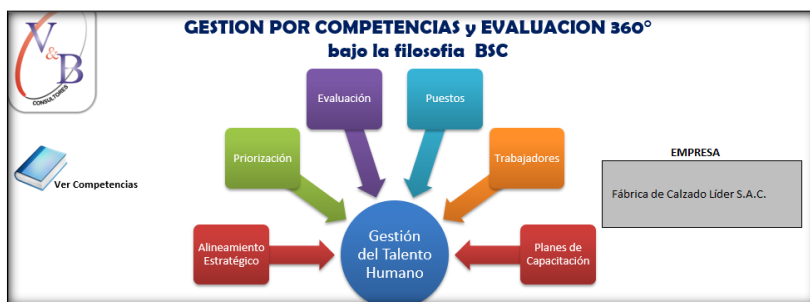 GESTION POR COMPETENCIAS y EVALUACION 360°
bajo la filosofia BSC
V&B
CONSULTORES
Evaluación
Puestos
Priorización
Trabajadores
Ver Competencias
EMPRESA
Fábrica de Calzado Líder S.A.C.
Alineamiento
Estratégico
Gestión
del Talento
Humano
Planes de
Capacitación